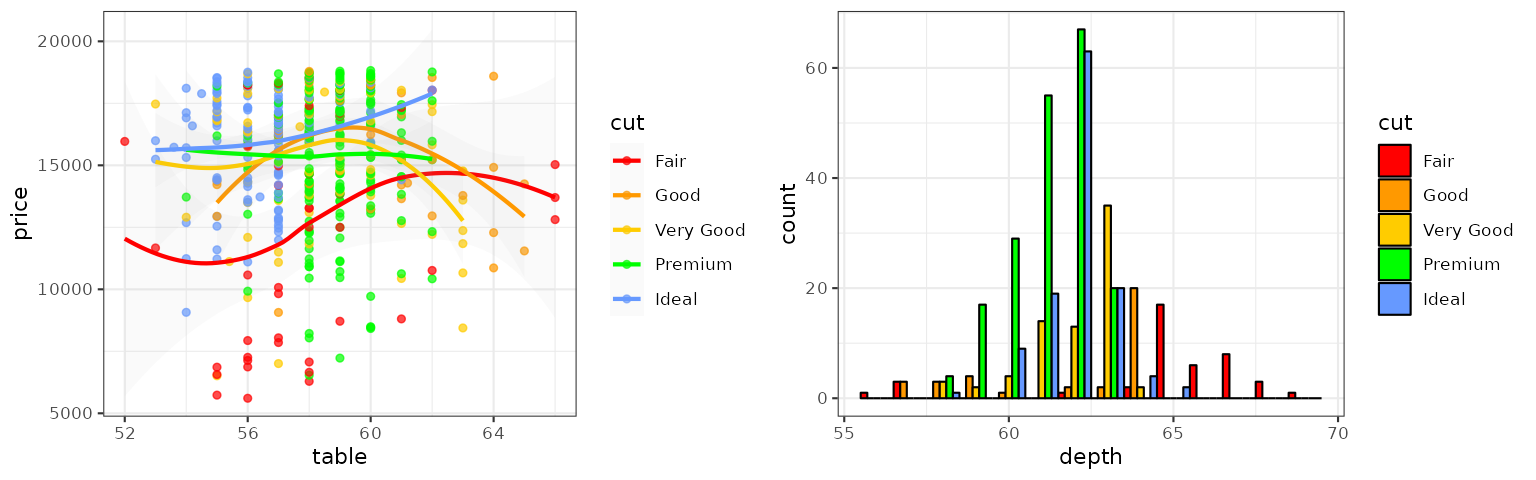 20000
15000
10000
5000
price
52 56 60 64
table
cut
Fair
Good
Very Good
Premium
Ideal
60
40
20
0
count
55 60 65 70
depth
cut
Fair
Good
Very Good
Premium
Ideal